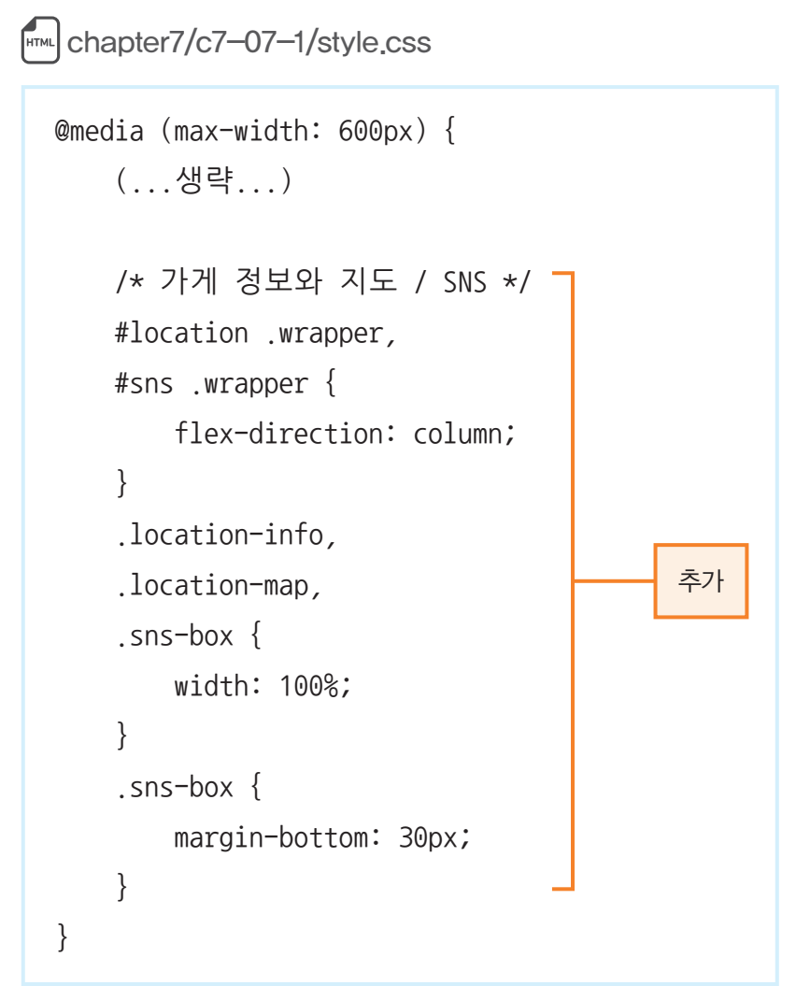 HTML chapter7/c7-07-1/style.css
@media (max-width: 600px) {
(...생략...)
/* 가게 정보와 지도 / SNS */
#location .wrapper,
#sns .wrapper {
flex-direction: column;
}
.location-info,
.location-map,
.sns-box {
width: 100%;
}
.sns-box {
margin-bottom: 30px;
}
}
추가